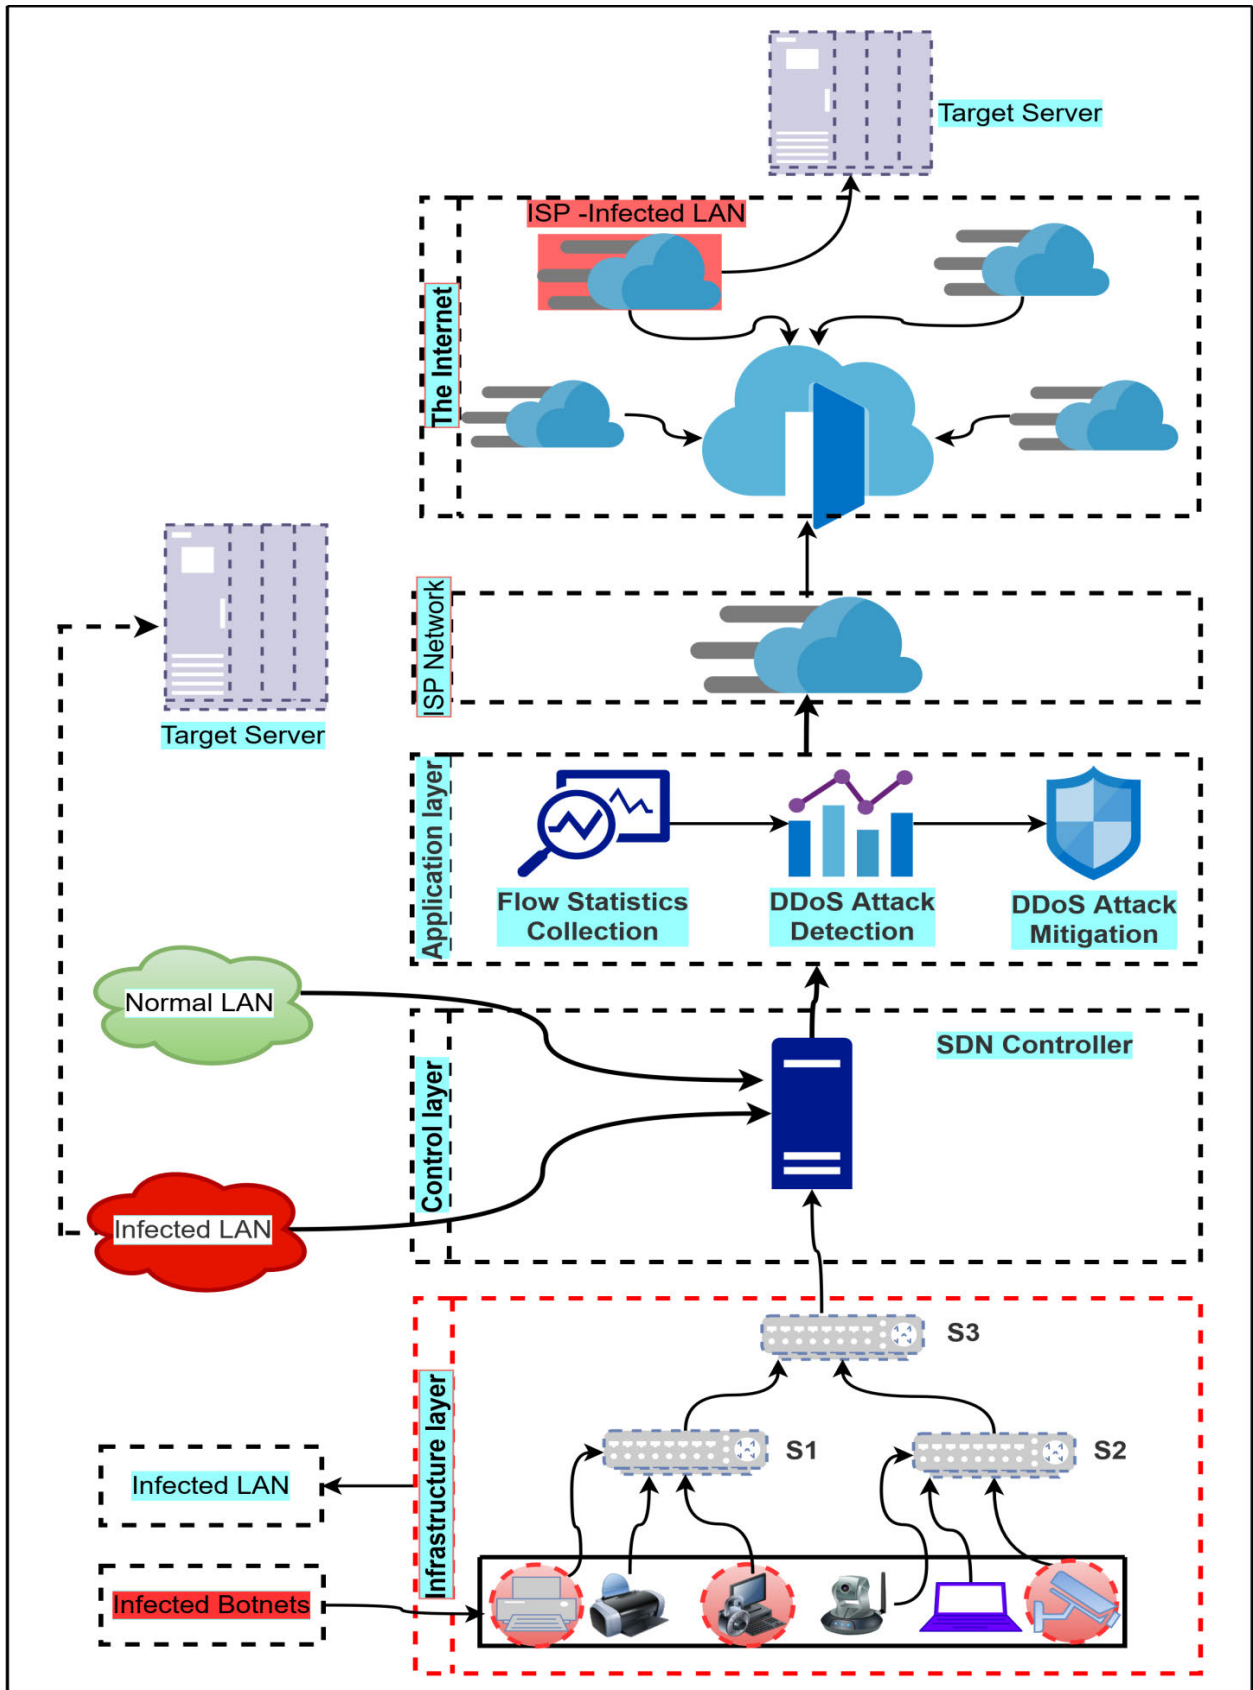 Target Server
ISP -Infected LAN
The Internet
Target Server
ISP Network
Application layer
Flow Statistics
Collection
DDoS Attack
Detection
DDoS Attack
Mitigation
Normal LAN
Control layer
SDN Controller
Infected LAN
Infrastructure layer
S3
S1
S2
Infected LAN
Infected Botnets